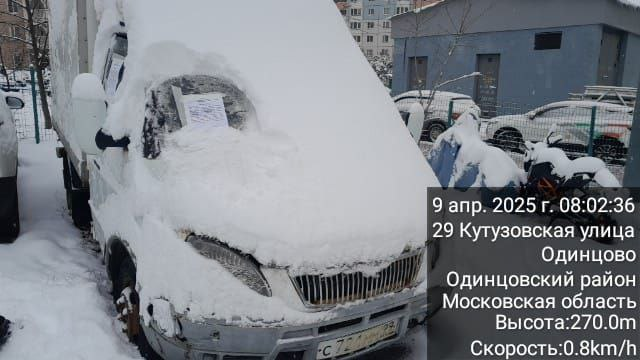 9 апр. 2025 г. 08:02:36
29 Кутузовская улица
Одинцово
Одинцовский район
Московская область
Высота:270.0m
Скорость:0.8km/h